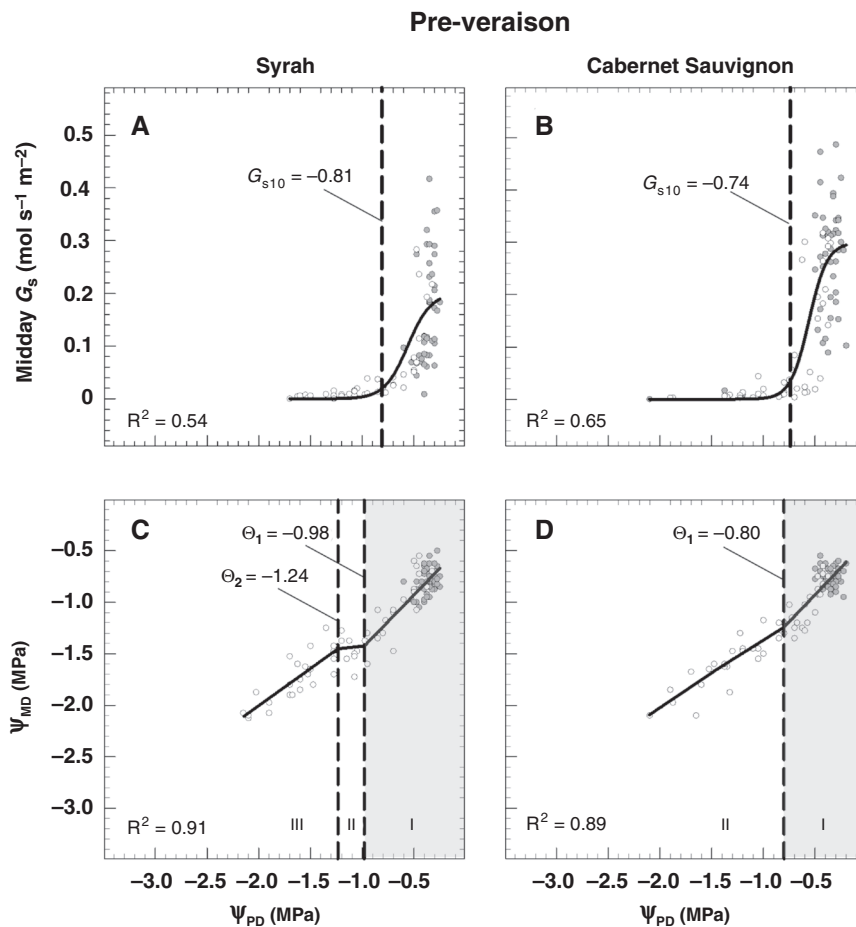 Pre-veraison
Syrah
Cabernet Sauvignon
A
B
Midday Gs (mol s−1 m−2)
0.5
0.4
0.3
0.2
0.1
0
Gs10 = −0.81
Gs10 = −0.74
R2 = 0.54
R2 = 0.65
C
D
ΨMD (MPa)
−0.5
−1.0
−1.5
−2.0
−2.5
−3.0
Θ1 = −0.98
Θ2 = −1.24
Θ1 = −0.80
R2 = 0.91
III
II
I
R2 = 0.89
II
I
−3.0 −2.5 −2.0 −1.5 −1.0 −0.5
−3.0 −2.5 −2.0 −1.5 −1.0 −0.5
ΨPD (MPa)
ΨPD (MPa)